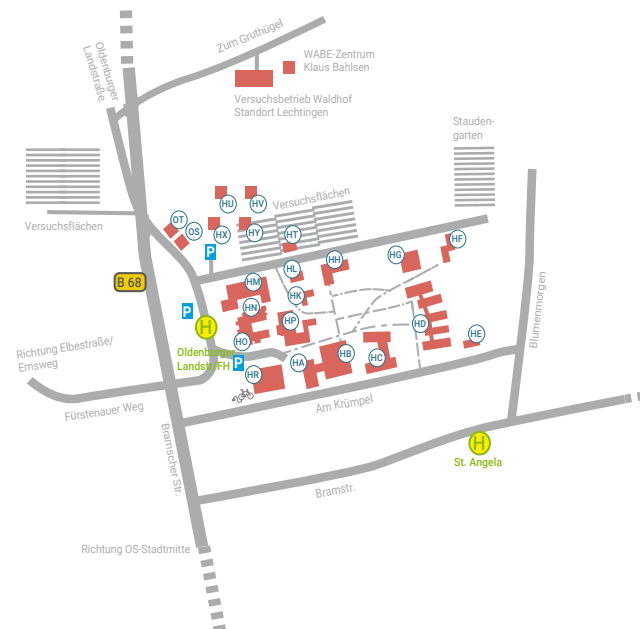 Zum Gruthügel
Oldenburger
Landstraße
WABE-Zentrum
Klaus Bahlsen
Versuchsbetrieb Waldhof
Standort Lechtingen
Stauden-
garten
Versuchsflächen
Versuchsflächen
HU
HV
OT
OS
HX
HY
HT
HF
HG
HH
HL
P
HM
HK
B 68
HN
P
HP
H
HD
HE
HO
Oldenburger
Landstr/FH
P
HB
HC
HA
HR
Blumenmorgen
Richtung Elbestraße/
Emsweg
Fürstenauer Weg
Am Krümpel
Bramscher Str.
H
St. Angela
Bramstr.
Richtung OS-Stadtmitte